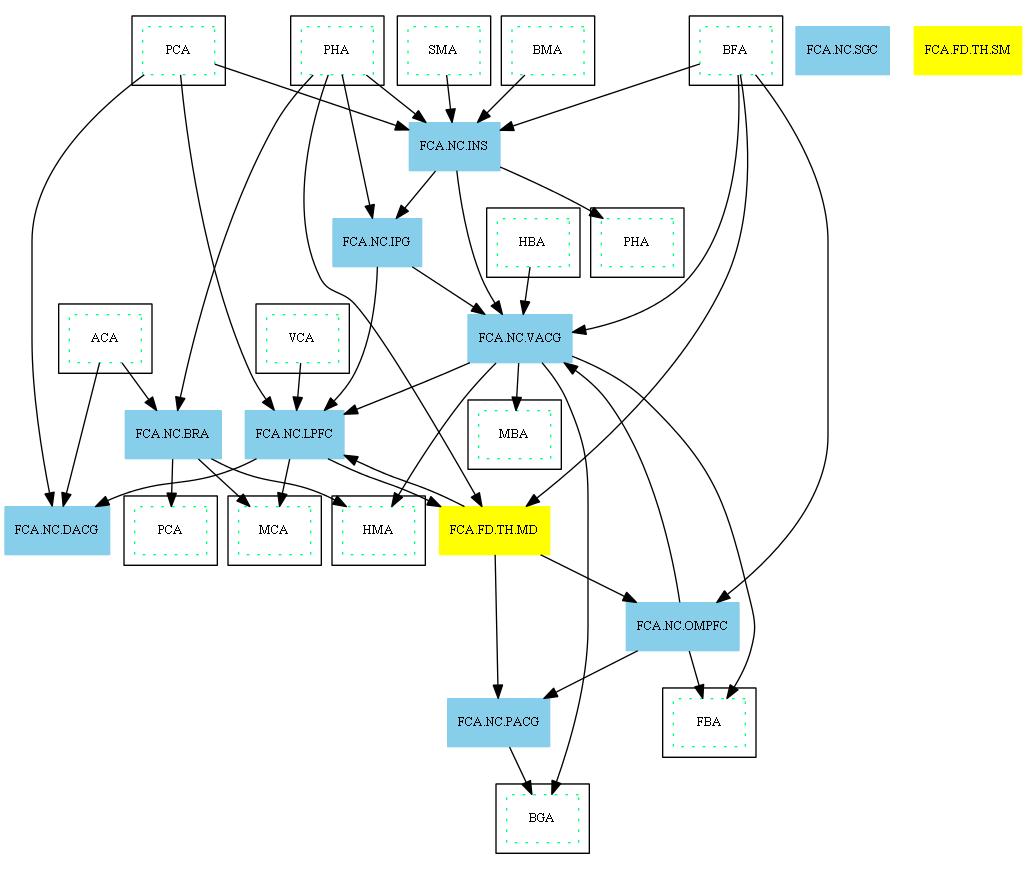 PCA
PHA
SMA
BMA
BFA
FCA.NC.SGC
FCA.FD.TH.SM
FCA.NC.INS
FCA.NC.IPG
HBA
PHA
ACA
VCA
FCA.NC.VACG
FCA.NC.BRA
FCA.NC.LPFC
MBA
FCA.NC.DACG
PCA
MCA
HMA
FCA.FD.TH.MD
FCA.NC.OMPFC
FCA.NC.PACG
FBA
BGA